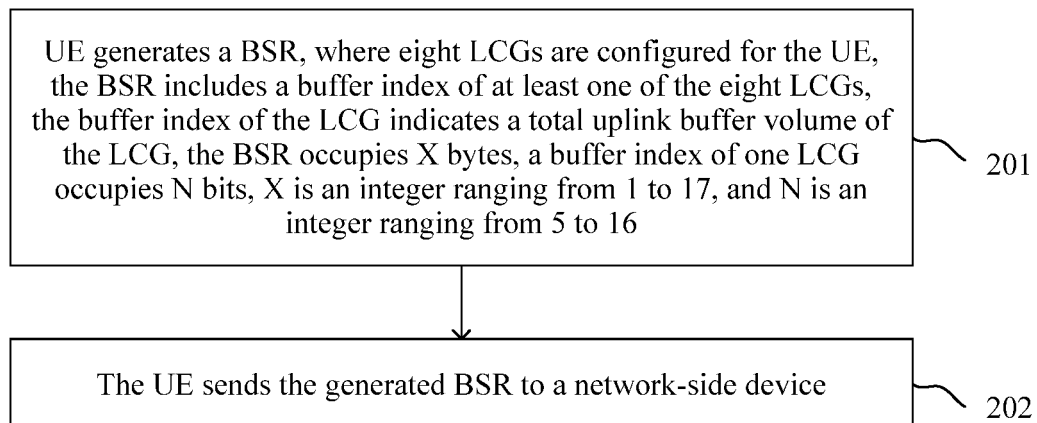 UE generates a BSR, where eight LCGs are configured for the UE,
the BSR includes a buffer index of at least one of the eight LCGs,
the buffer index of the LCG indicates a total uplink buffer volume of
the LCG, the BSR occupies X bytes, a buffer index of one LCG
occupies N bits, X is an integer ranging from 1 to 17, and N is an
integer ranging from 5 to 16
201
The UE sends the generated BSR to a network-side device
202